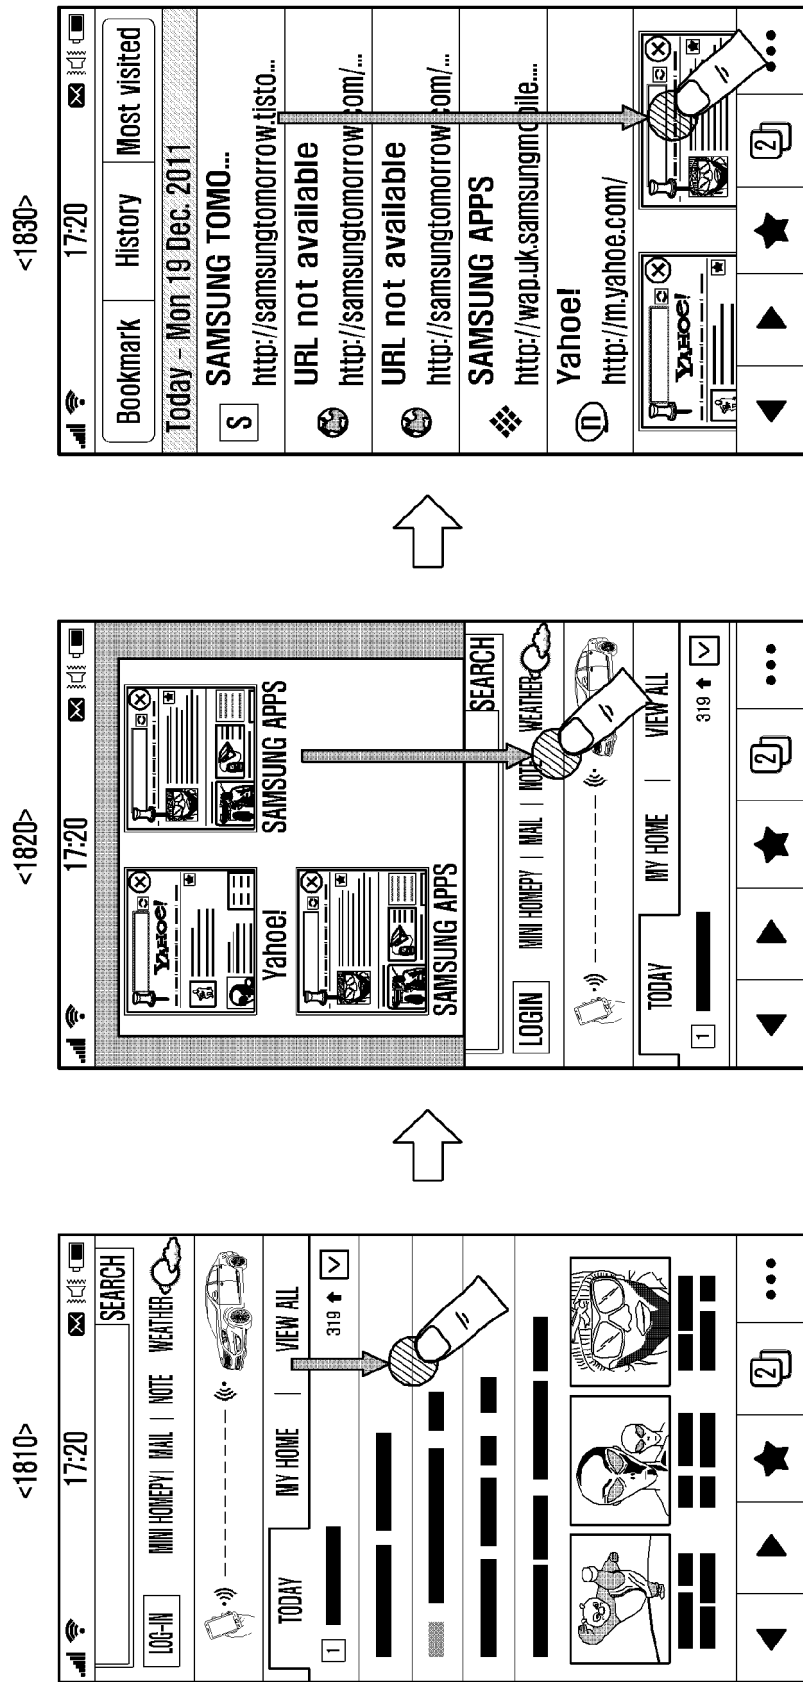 <1810>
17:20
SEARCH
LOG-IN
MINI HOMEPY| MAIL | NOTE
WEATHER
TODAY
MY HOME | VIEW ALL
1
319
2
<1820>
17:20
YAHOE!
Yahoe!
SAMSUNG APPS
SAMSUNG APPS
SEARCH
LOGIN
MINI HOMEPY | MAIL | NOTE
WEATHER
TODAY
MY HOME | VIEW ALL
1
319
2
<1830>
17:20
Bookmark
History
Most visited
Today - Mon 19 Dec. 2011
S
SAMSUNG TOMO...
http://samsungtomorrow.tisto...
URL not available
http://samsungtomorrow.com/...
URL not available
http://samsungtomorrow.com/...
SAMSUNG APPS
http://wap.uk.samsungmobile....
n
Yahoe!
http://m.yahoe.com/
YAHOE!
2